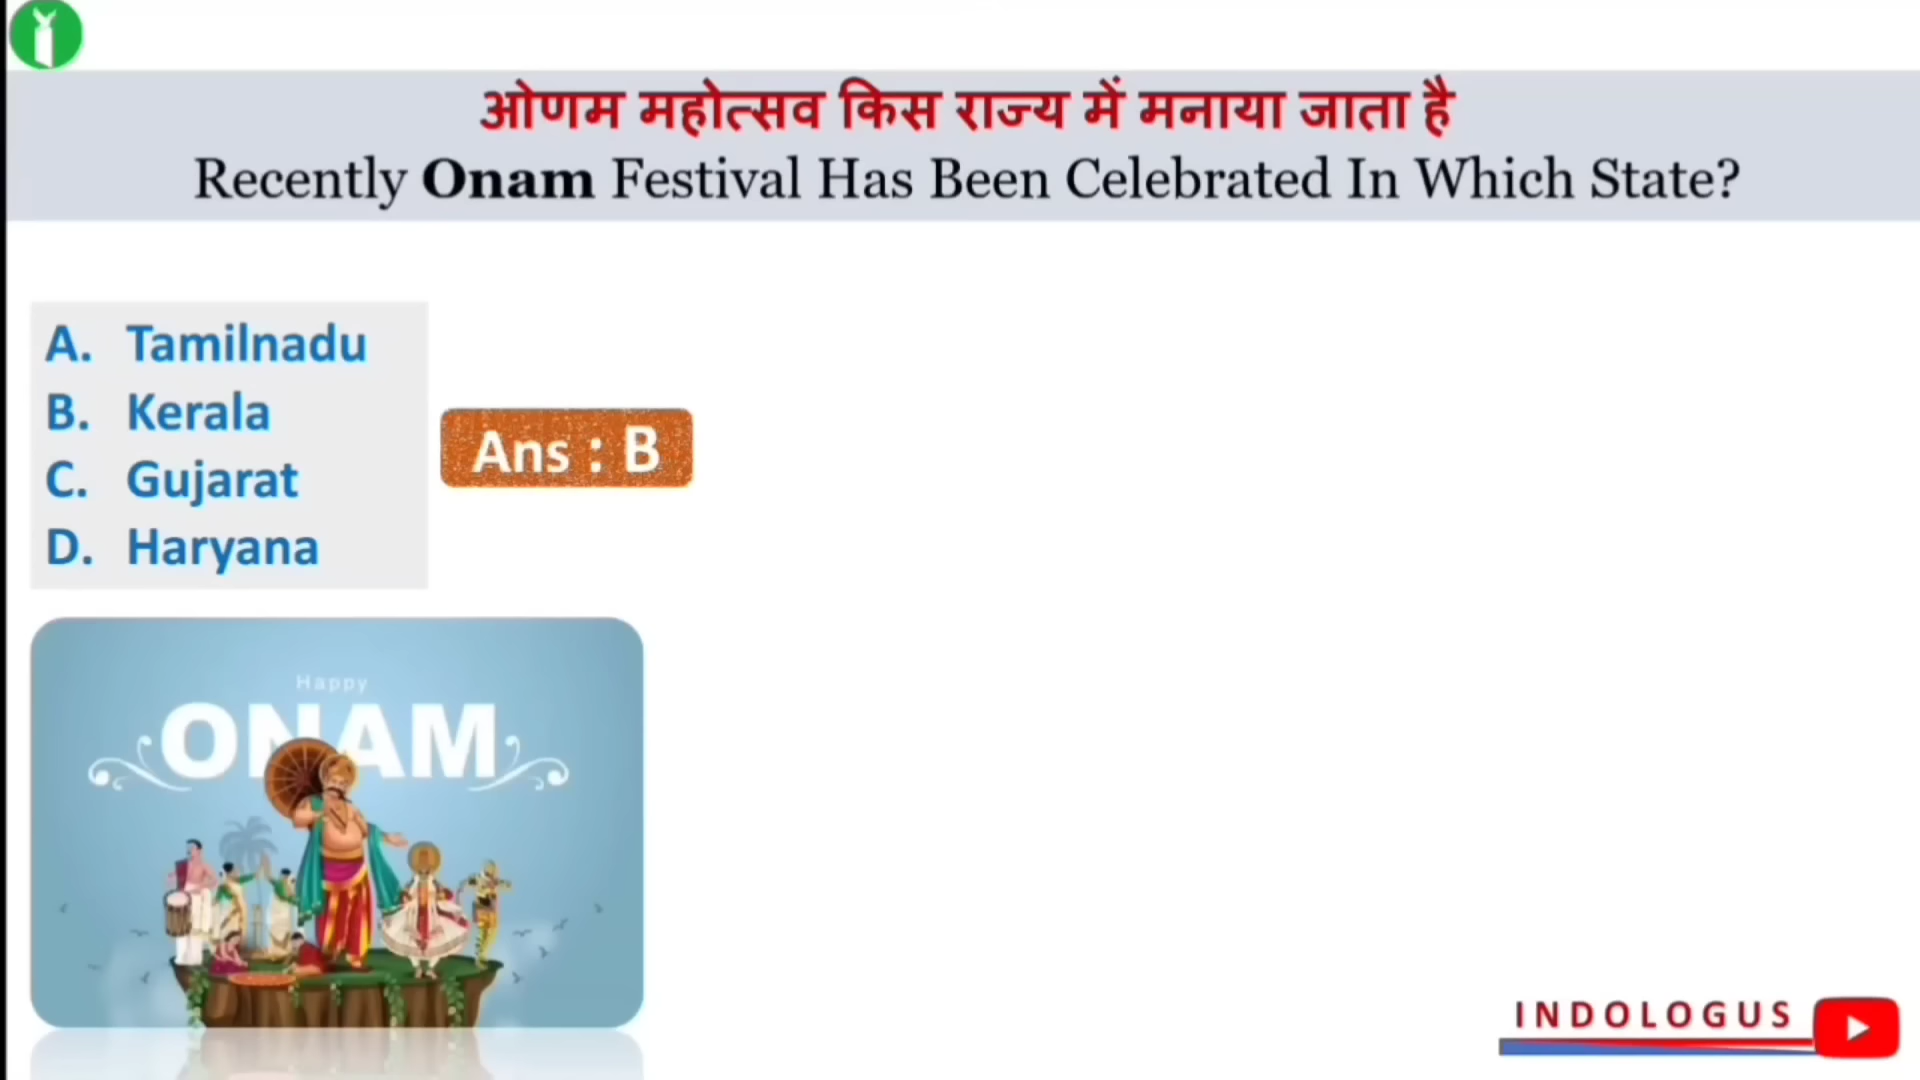 ओणम महोत्सव किस राज्य में मनाया जाता है
Recently Onam Festival Has Been Celebrated In Which State?
A. Tamilnadu
B. Kerala
C. Gujarat
D. Haryana
Ans : B
Happy
ONAM
INDOLOGUS